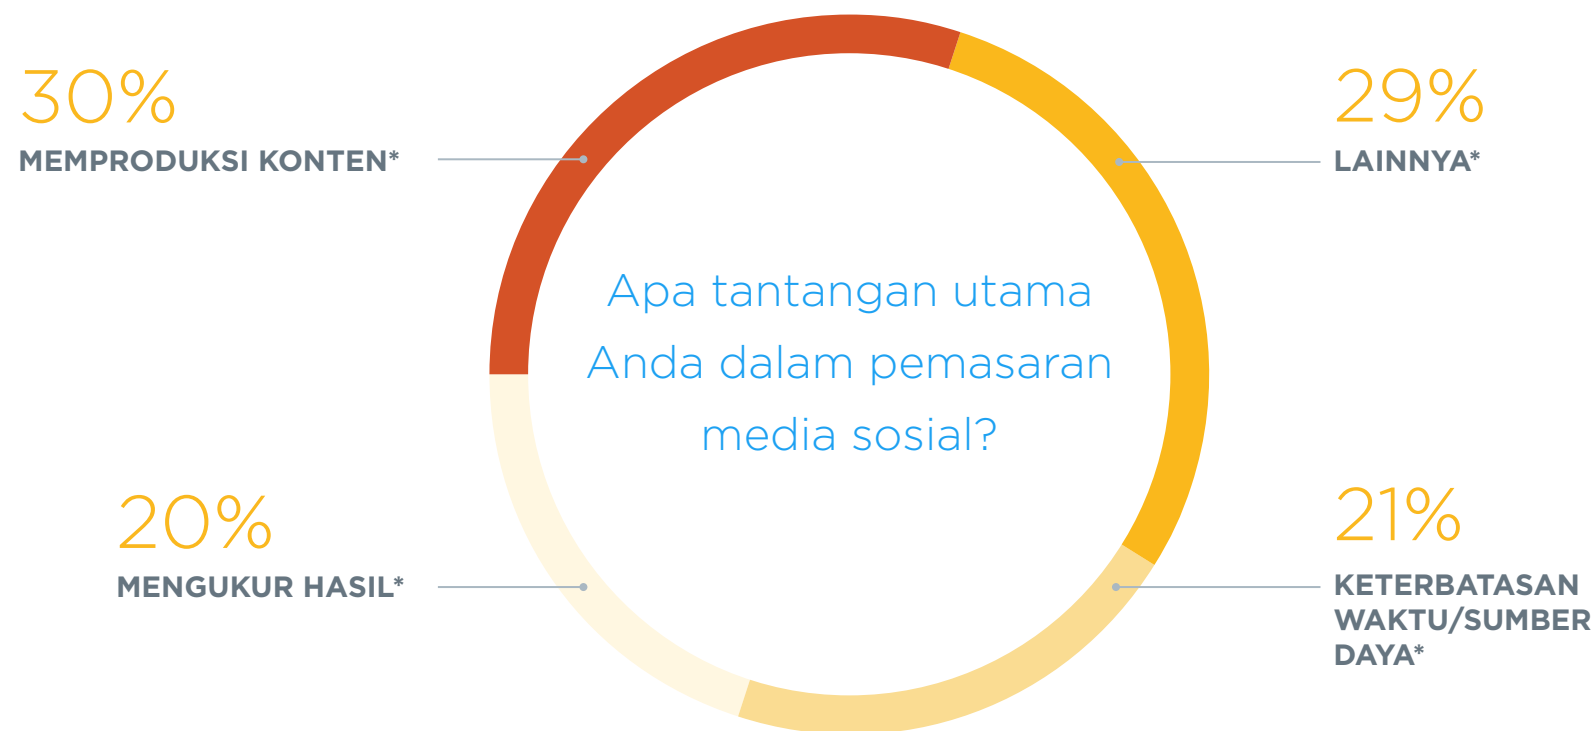 30%
MEMPRODUKSI KONTEN*
29%
LAINNYA*
Apa tantangan utama
Anda dalam pemasaran
media sosial?
20%
MENGUKUR HASIL*
21%
KETERBATASAN
WAKTU/SUMBER
DAYA*